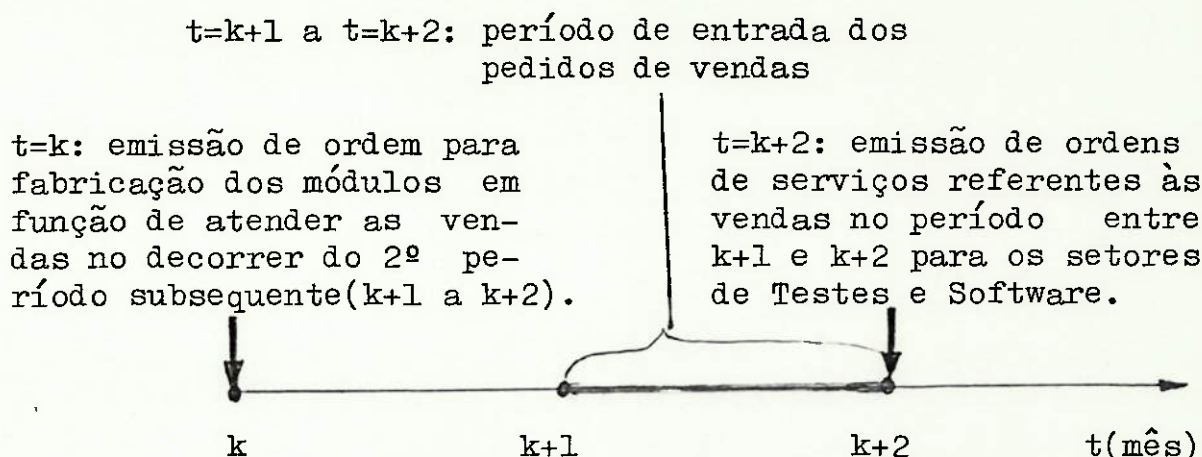 t=k+1 a t=k+2: período de entrada dos
pedidos de vendas
t=k: emissão de ordem para
fabricação dos módulos em
função de atender as ven-
das no decorrer do 2º pe-
ríodo subsequente(k+1 a k+2).
t=k+2: emissão de ordens
de serviços referentes às
vendas no período entre
k+1 e k+2 para os setores
de Testes e Software.
k k+1 k+2 t(mês)